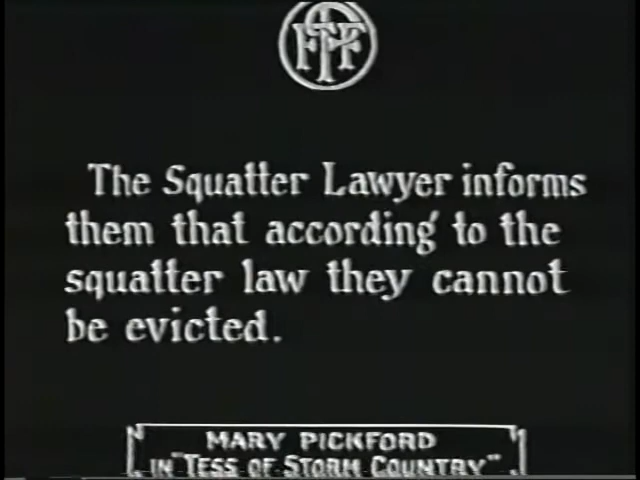 FPF
The Squatter Lawyer informs
them that according to the
squatter law they cannot
be evicted.
MARY PICKFORD
IN "TESS OF STORM COUNTRY"